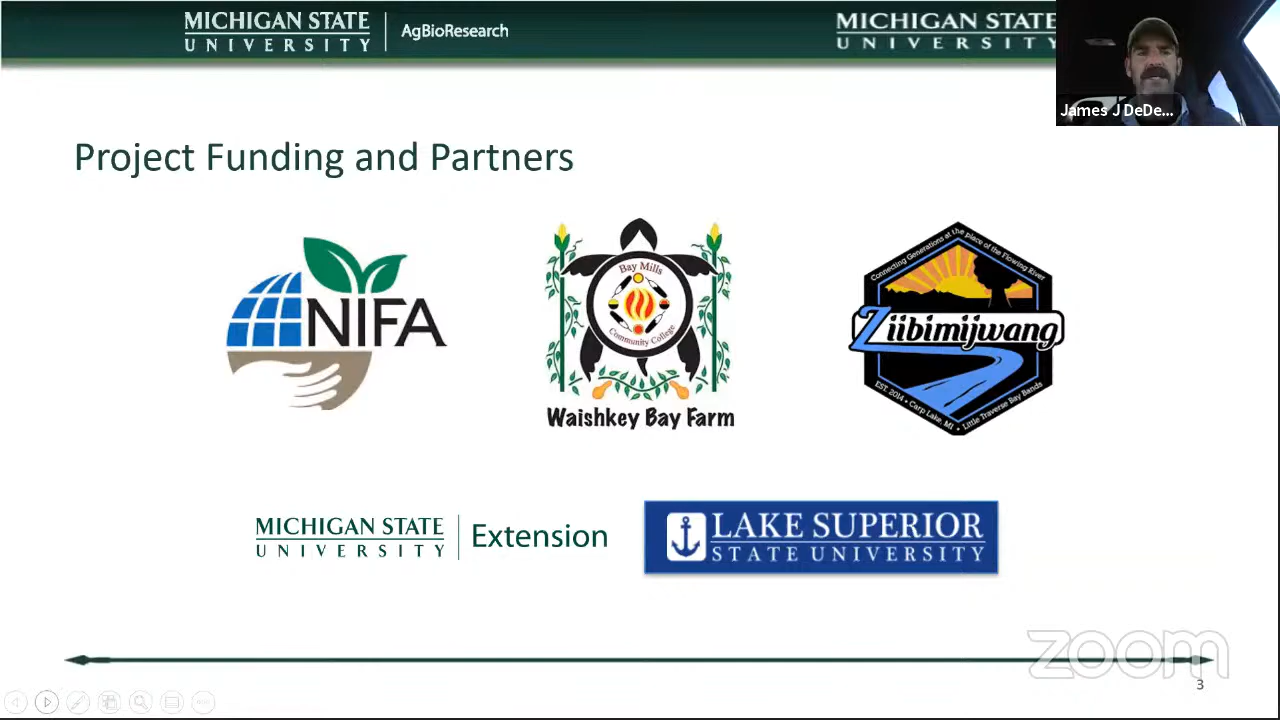 MICHIGAN STATE
UNIVERSITY
AgBioResearch
MICHIGAN STATE
UNIVERSITY
James J DeDe...
Project Funding and Partners
NIFA
Bay Mills
Community College
Waishkey Bay Farm
Connecting Generations at the place of the Flowing River
Ziibimijwang
EST. 2014 • Carp Lake, MI • Little Traverse Bay Bands
MICHIGAN STATE
UNIVERSITY
Extension
LAKE SUPERIOR
STATE UNIVERSITY
zoom
3